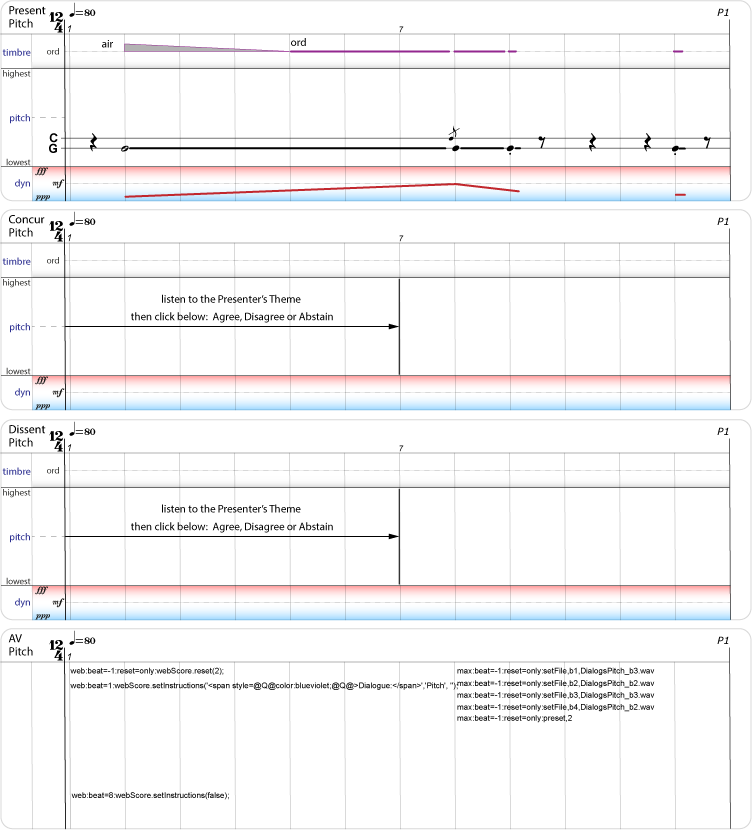 Present
Pitch
12
4
♩=80
P1
1
7
timbre
ord
air
ord
highest
pitch
C
G
lowest
fff
dyn
mf
ppp
Concur
Pitch
12
4
♩=80
P1
1
7
timbre
ord
highest
listen to the Presenter's Theme
then click below:  Agree, Disagree or Abstain
pitch
lowest
fff
dyn
mf
ppp
Dissent
Pitch
12
4
♩=80
P1
1
7
timbre
ord
highest
listen to the Presenter's Theme
then click below:  Agree, Disagree or Abstain
pitch
lowest
fff
dyn
mf
ppp
AV
Pitch
12
4
♩=80
P1
1
7
web:beat=-1:reset=only:webScore.reset(2);
web:beat=1:webScore.setInstructions('<span style=@Q@color:blueviolet;@Q@>Dialogue:</span>','Pitch', '');
max:beat=-1:reset=only:setFile,b1,DialogsPitch_b3.wav
max:beat=-1:reset=only:setFile,b2,DialogsPitch_b2.wav
max:beat=-1:reset=only:setFile,b3,DialogsPitch_b3.wav
max:beat=-1:reset=only:setFile,b4,DialogsPitch_b2.wav
max:beat=-1:reset=only:preset,2
web:beat=8:webScore.setInstructions(false);